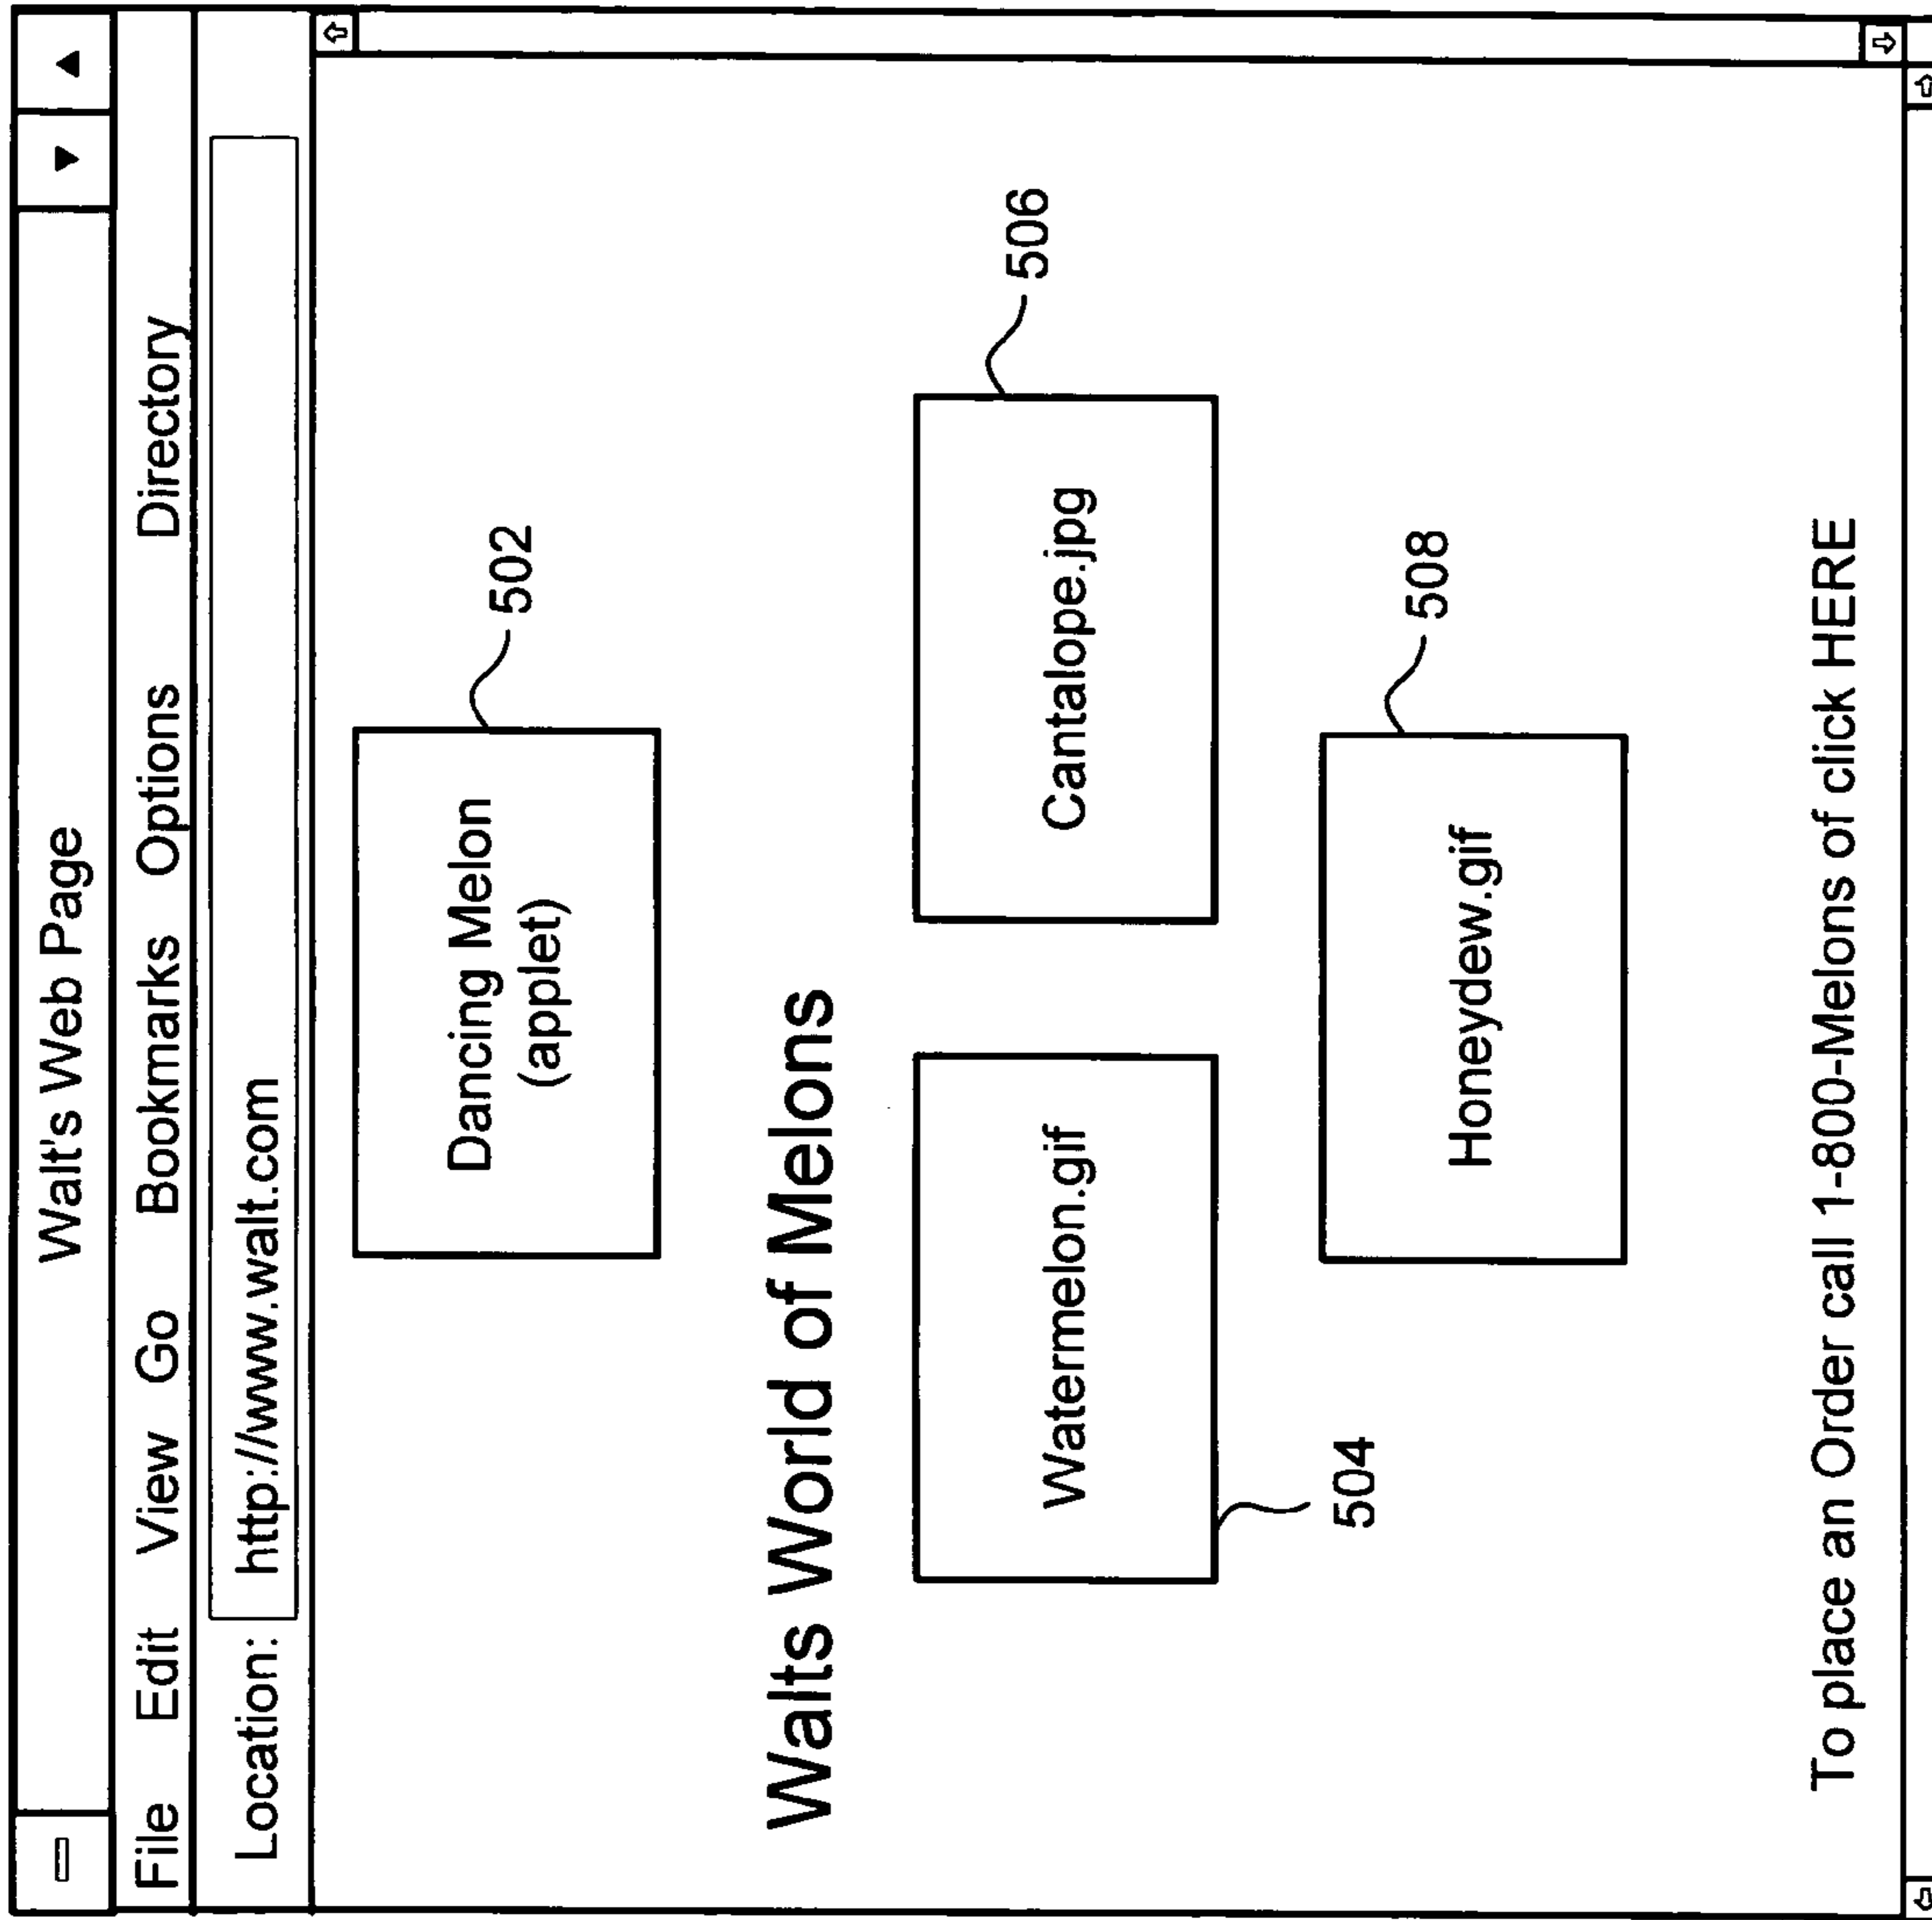 Walt's Web Page
File Edit View Go Bookmarks Options Directory
Location: http://www.walt.com
Dancing Melon
(applet)
502
Walts World of Melons
Watermelon.gif
Cantalope.jpg
506
504
Honeydew.gif
508
To place an Order call 1-800-Melons of click HERE